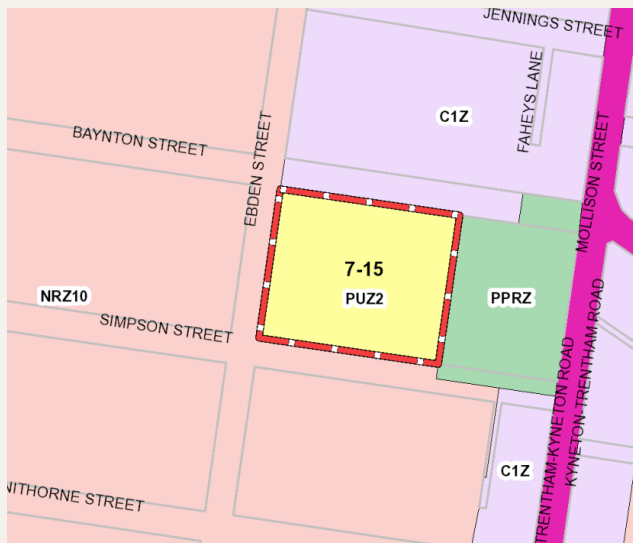 JENNINGS STREET
FAHEYS LANE
C1Z
BAYNTON STREET
EBDEN STREET
MOLLISON STREET
7-15
PUZ2
PPRZ
NRZ10
SIMPSON STREET
TRENTHAM-KYNETON ROAD
KYNETON-TRENTHAM ROAD
C1Z
NITHORNE STREET